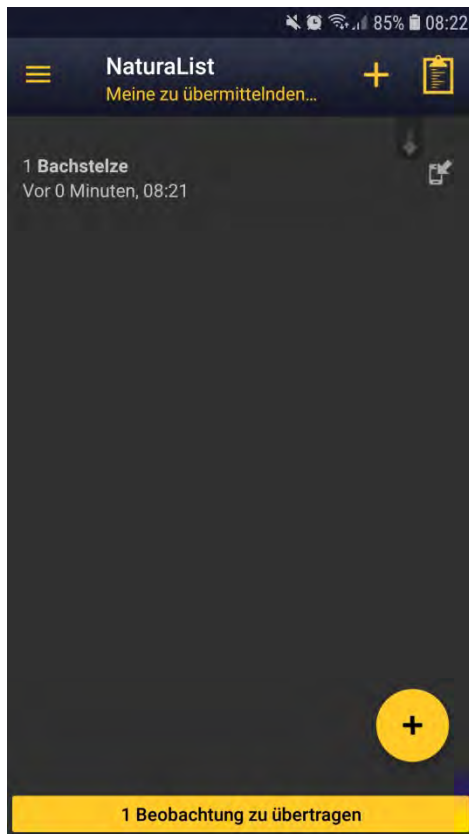 85% 08:22
NaturaList
Meine zu übermittelnden...
1 Bachstelze
Vor 0 Minuten, 08:21
1 Beobachtung zu übertragen